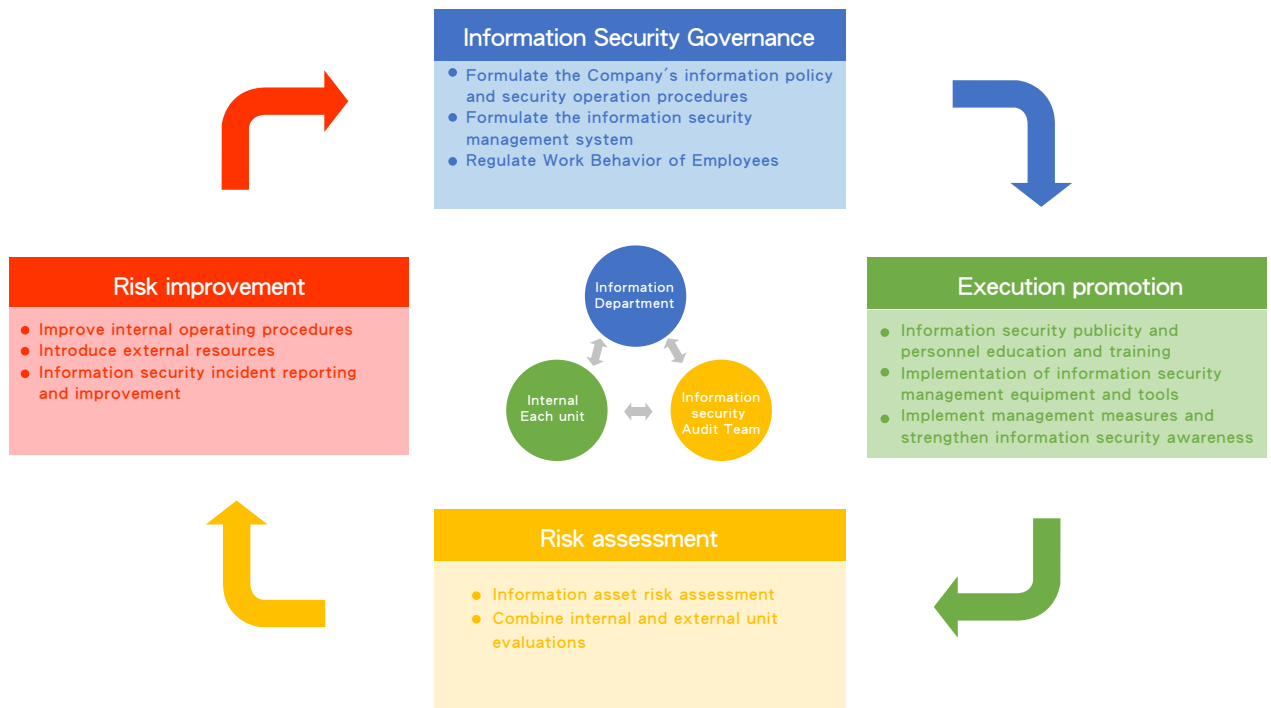 Information Security Governance
● Formulate the Company´s information policy
and security operation procedures
● Formulate the information security
management system
● Regulate Work Behavior of Employees
Risk improvement
● Improve internal operating procedures
● Introduce external resources
● Information security incident reporting
and improvement
Information
Department
Internal
Each unit
Information
security
Audit Team
Execution promotion
● Information security publicity and
personnel education and training
● Implementation of information security
management equipment and tools
● Implement management measures and
strengthen information security awareness
Risk assessment
● Information asset risk assessment
● Combine internal and external unit
evaluations